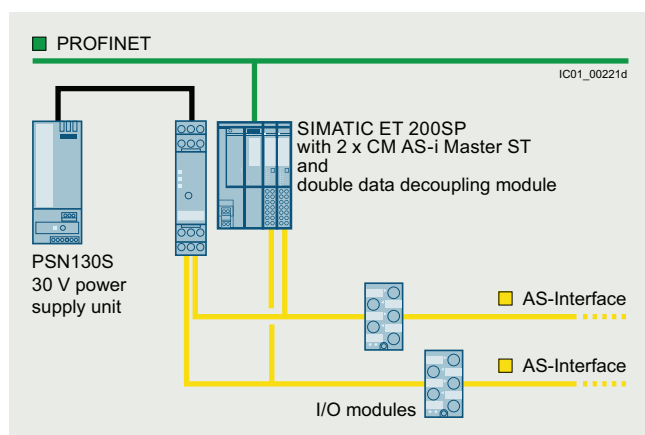 PROFINET
IC01_00221d
SIMATIC ET 200SP
with 2 x CM AS-i Master ST
and
double data decoupling module
PSN130S
30 V power
supply unit
AS-Interface
AS-Interface
I/O modules